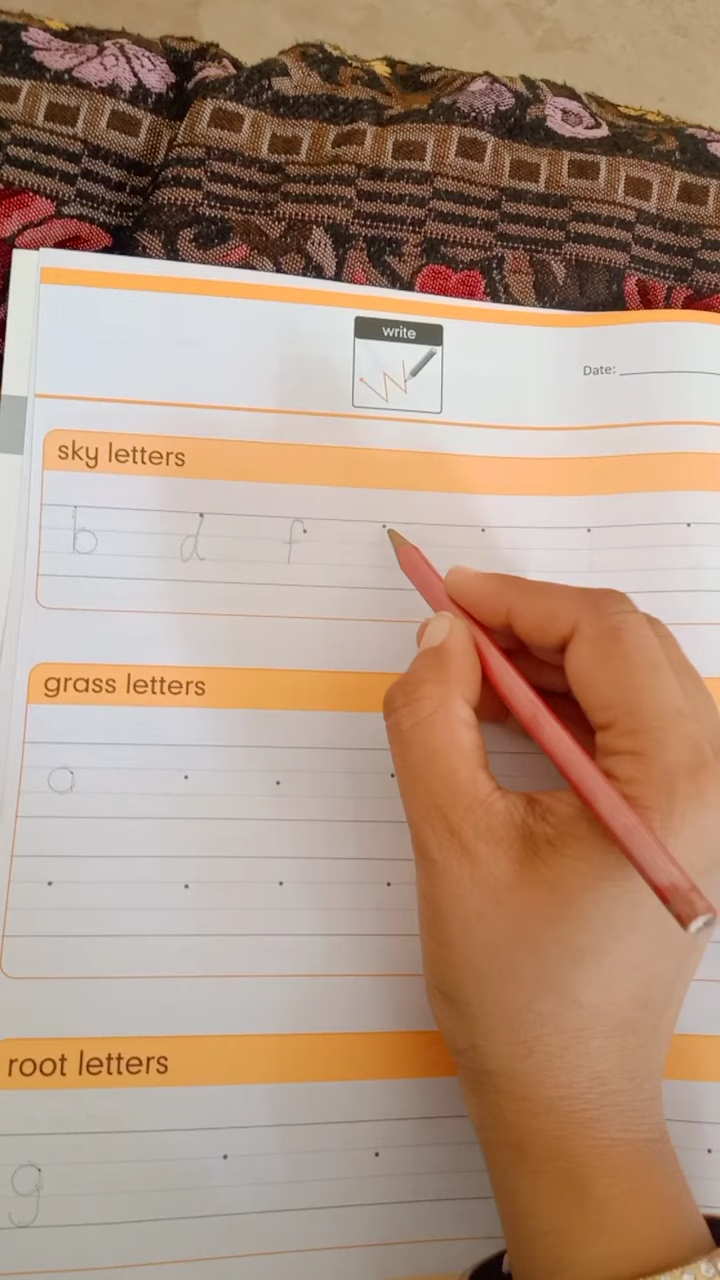 write
Date:
sky letters
b d f
grass letters
a
root letters
g